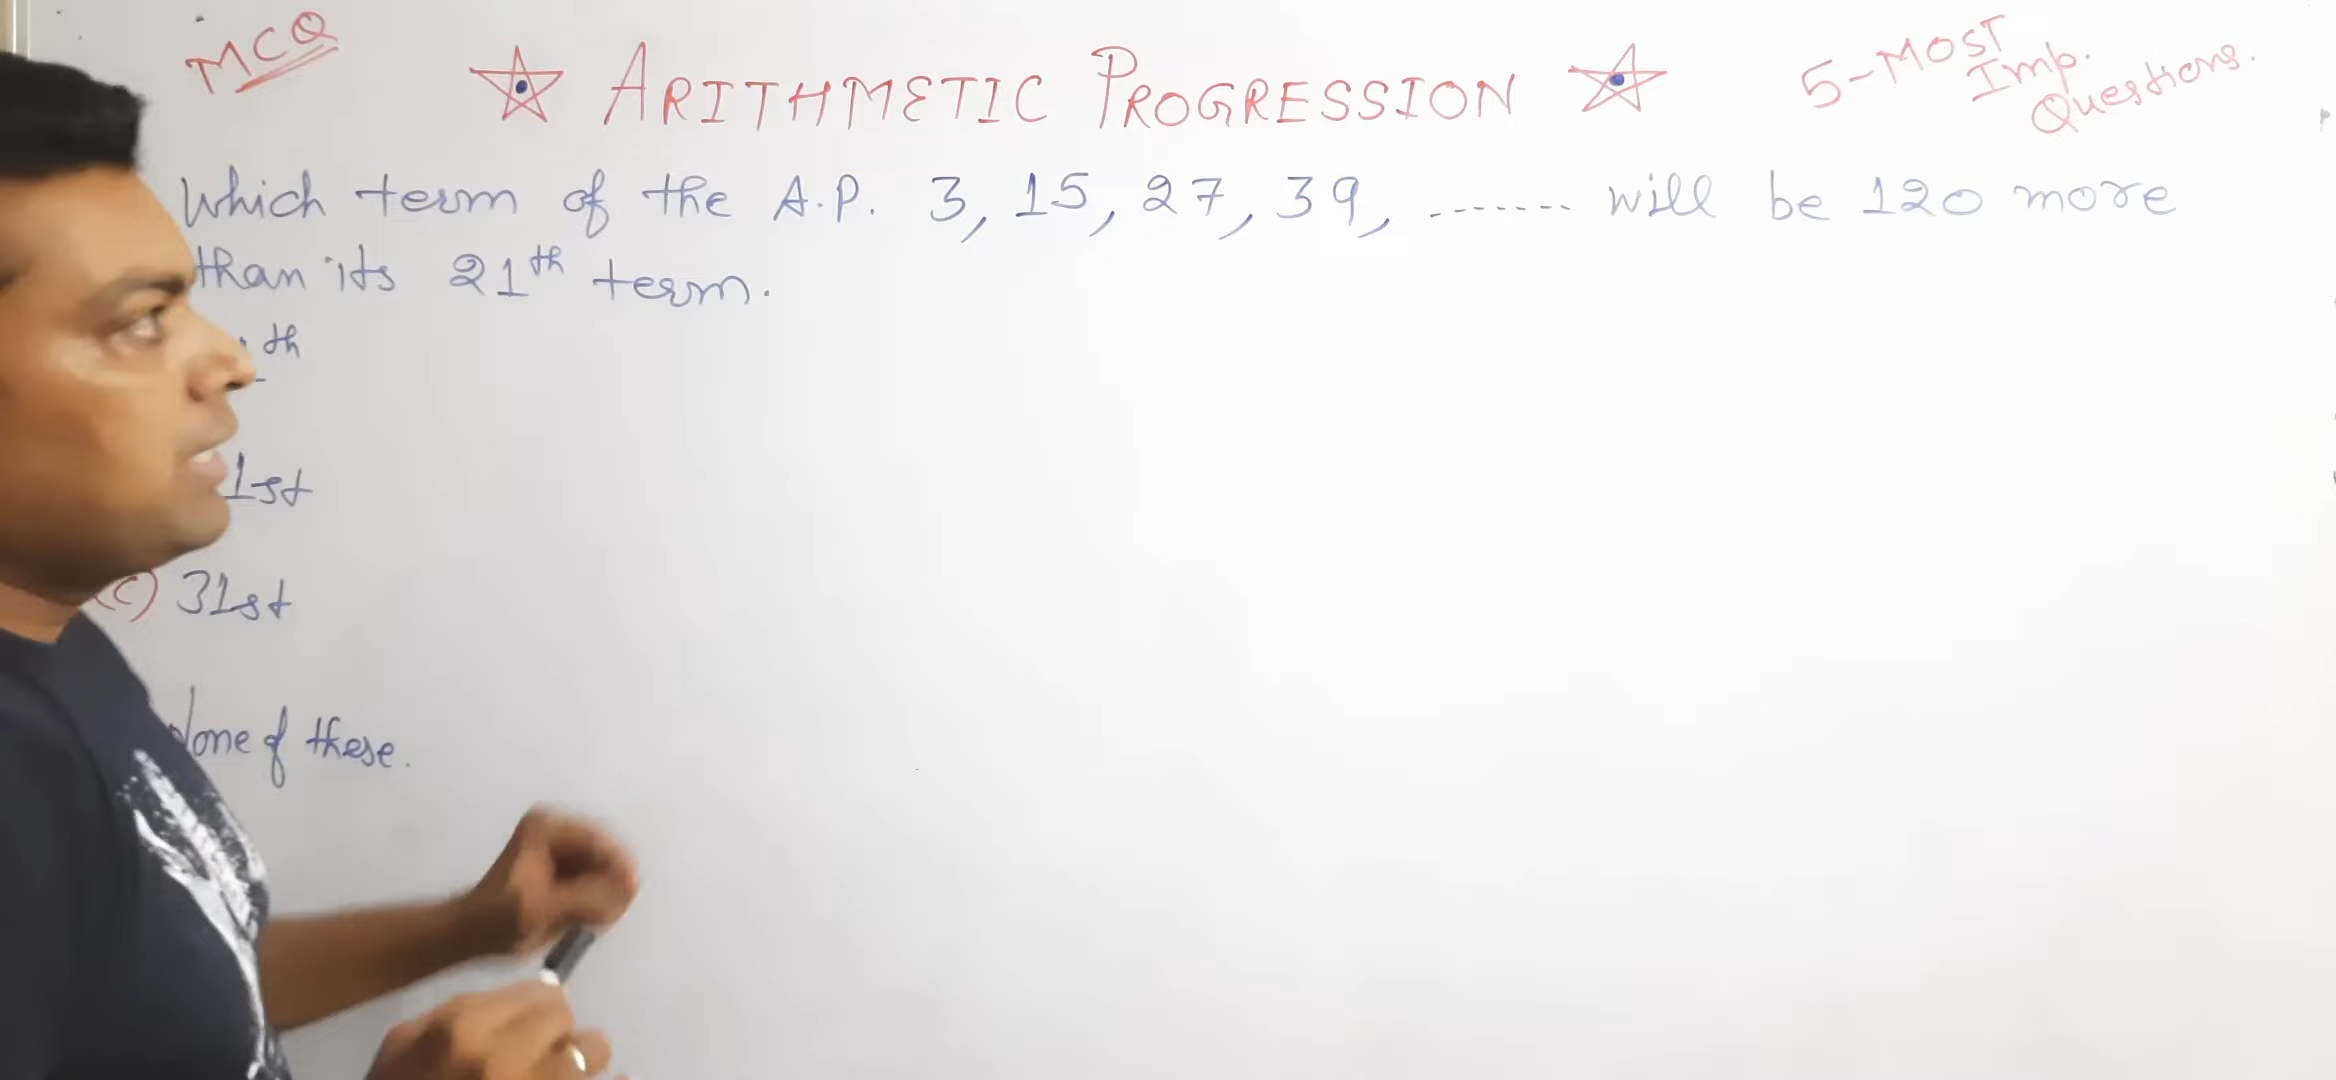 MCQ
ARITHMETIC PROGRESSION
5-MOST
Imp.
Questions.
Which term of the A.P. 3, 15, 27, 39, ....... will be 120 more
than its 21th term.
th
1st
(C) 31st
None of these.